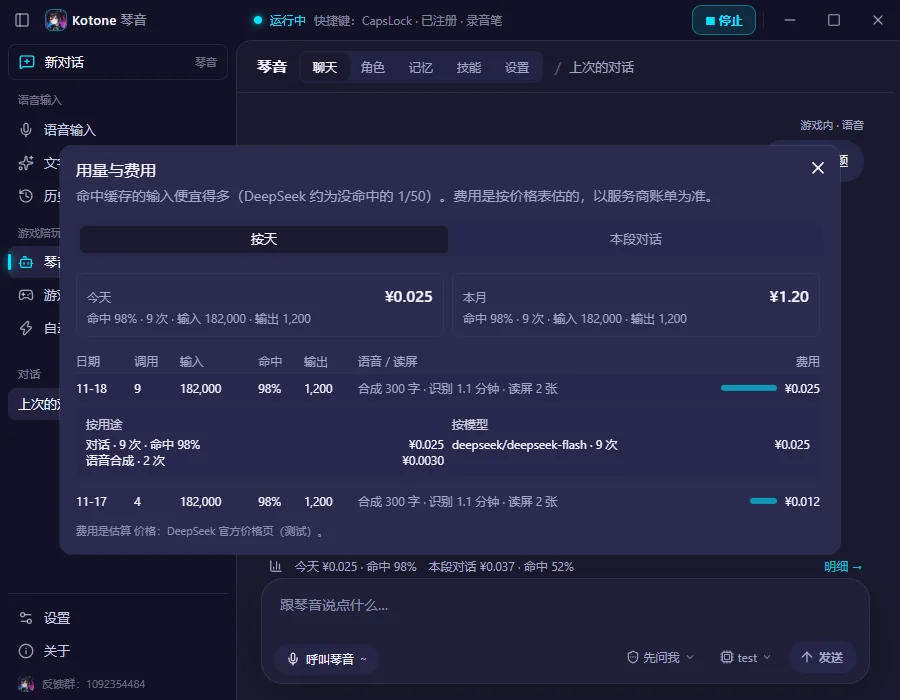 Kotone 琴音
运行中 快捷键：CapsLock · 已注册 · 录音笔
停止
新对话 琴音
琴音 聊天 角色 记忆 技能 设置 / 上次的对话
语音输入
语音输入
游戏内 · 语音
用量与费用
命中缓存的输入便宜得多（DeepSeek 约为没命中的 1/50）。费用是按价格表估的，以服务商账单为准。
按天 本段对话
今天 ¥0.025
命中 98% · 9 次 · 输入 182,000 · 输出 1,200
本月 ¥1.20
命中 98% · 9 次 · 输入 182,000 · 输出 1,200
日期 调用 输入 命中 输出 语音 / 读屏 费用
11-18 9 182,000 98% 1,200 合成 300 字 · 识别 1.1 分钟 · 读屏 2 张 ¥0.025
按用途
对话 · 9 次 · 命中 98% ¥0.025
语音合成 · 2 次 ¥0.0030
按模型
deepseek/deepseek-flash · 9 次 ¥0.025
11-17 4 182,000 98% 1,200 合成 300 字 · 识别 1.1 分钟 · 读屏 2 张 ¥0.012
费用是估算 价格：DeepSeek 官方价格页（测试）。
文
历
游戏陪玩
琴
游
自
对话
上次的
今天 ¥0.025 · 命中 98% 本段对话 ¥0.037 · 命中 52%
明细 →
跟琴音说点什么...
呼叫琴音 ~
先问我
test
发送
设置
关于
反馈群：1092354484